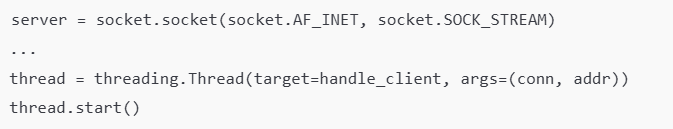 server = socket.socket(socket.AF_INET, socket.SOCK_STREAM)
...
thread = threading.Thread(target=handle_client, args=(conn, addr))
thread.start()